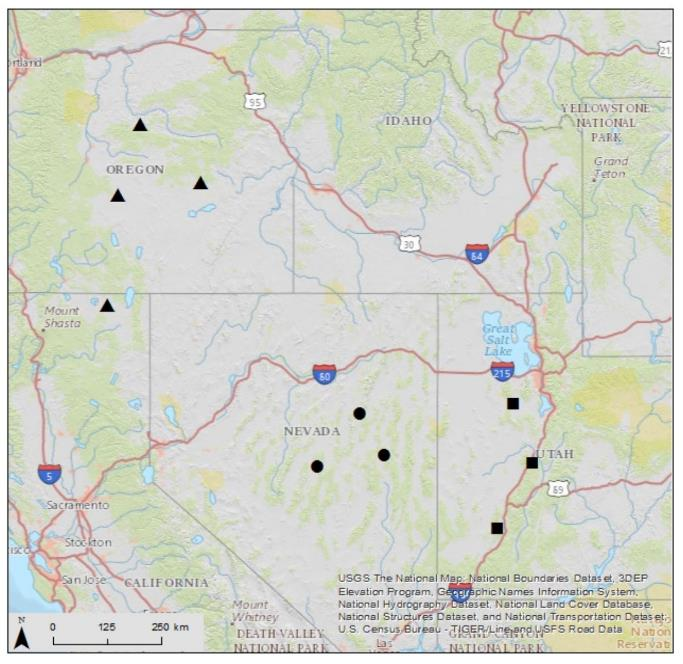 ortland
95
21
YELLOWSTONE
NATIONAL
PARK
IDAHO
Grand
Teton
OREGON
30
84
Mount
Shasta
Great
Salt
Lake
80
215
NEVADA
UTAH
5
89
Sacramento
Stockton
San Jose
CALIFORNIA
Mount
Whitney
DEATH VALLEY
NATIONAL PARK
Las
GRAND CANYON
NATIONAL PARK
Nation
Reservati
USGS The National Map: National Boundaries Dataset, 3DEP
Elevation Program, Geographic Names Information System,
National Hydrography Dataset, National Land Cover Database,
National Structures Dataset, and National Transportation Dataset;
U.S. Census Bureau - TIGER/Line and USFS Road Data
N
0 125 250 km